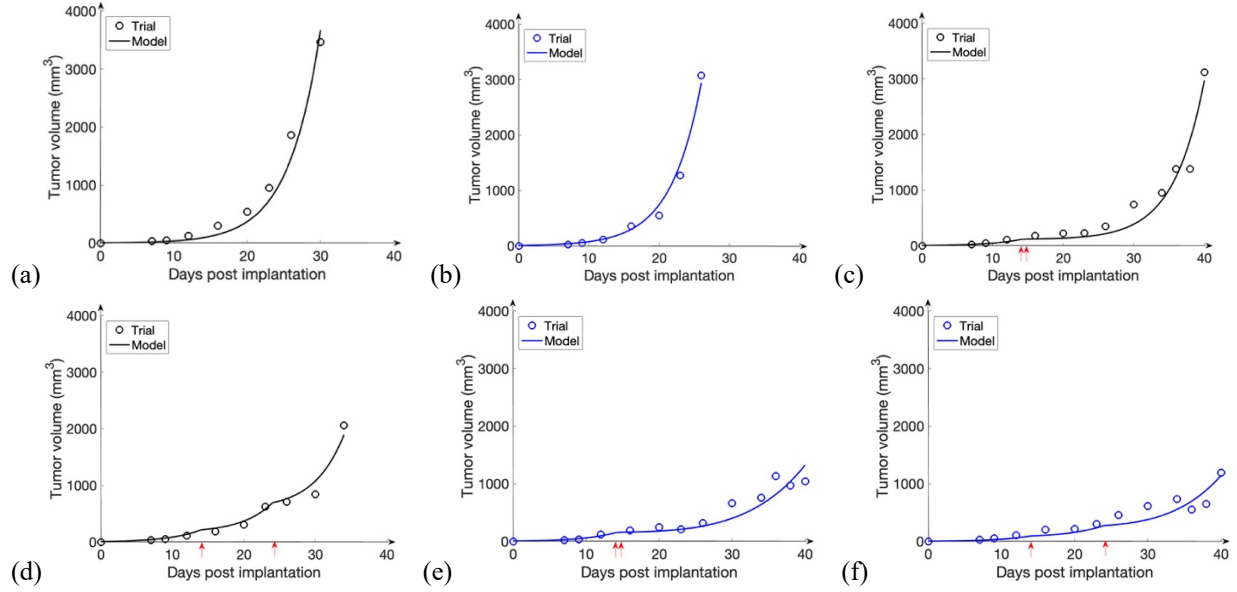 4000
3000
2000
1000
0
Tumor volume (mm³)
Trial
Model
0 10 20 30 40
Days post implantation
(a)
4000
3000
2000
1000
0
Tumor volume (mm³)
Trial
Model
0 10 20 30 40
Days post implantation
(b)
4000
3000
2000
1000
0
Tumor volume (mm³)
Trial
Model
0 10 20 30 40
Days post implantation
(c)
4000
3000
2000
1000
0
Tumor volume (mm³)
Trial
Model
0 10 20 30 40
Days post implantation
(d)
4000
3000
2000
1000
0
Tumor volume (mm³)
Trial
Model
0 10 20 30 40
Days post implantation
(e)
4000
3000
2000
1000
0
Tumor volume (mm³)
Trial
Model
0 10 20 30 40
Days post implantation
(f)